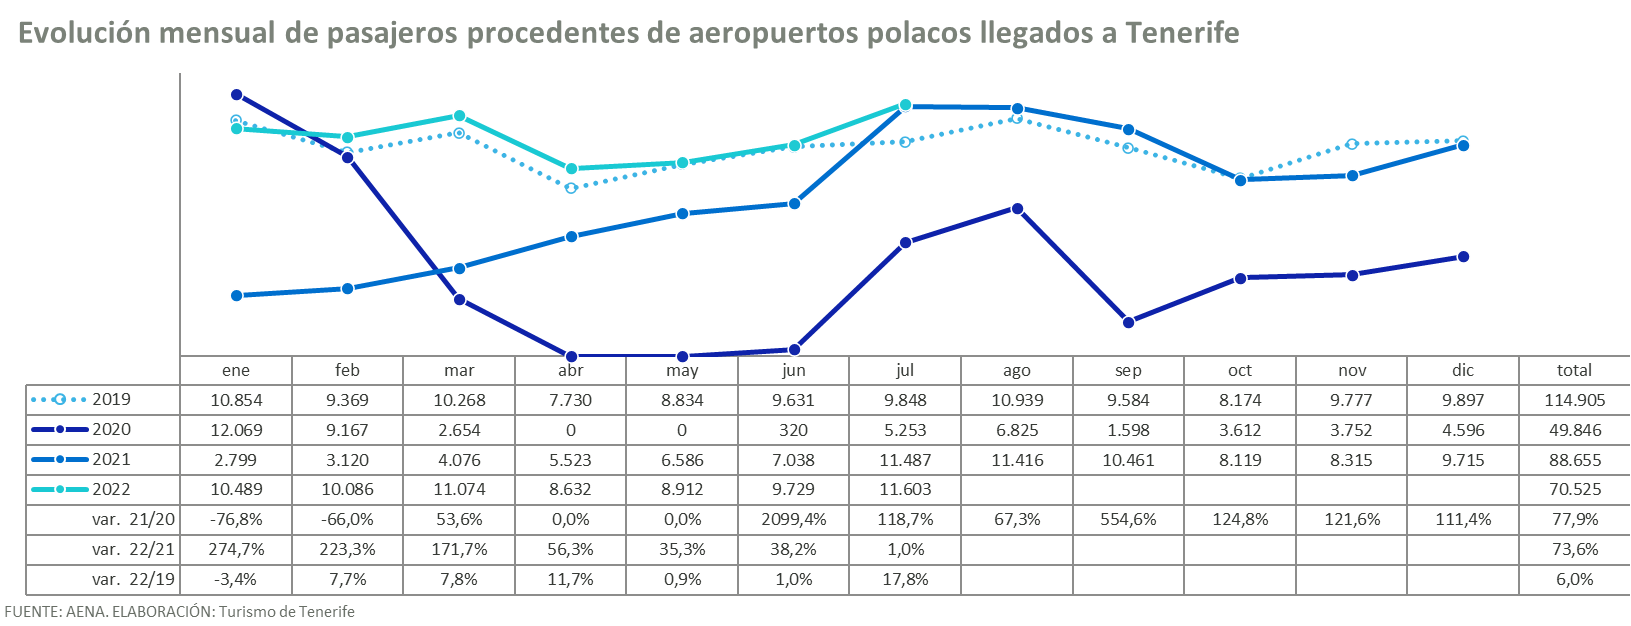 Evolución mensual de pasajeros procedentes de aeropuertos polacos llegados a Tenerife
ene feb mar abr may jun jul ago sep oct nov dic total
2019 10.854 9.369 10.268 7.730 8.834 9.631 9.848 10.939 9.584 8.174 9.777 9.897 114.905
2020 12.069 9.167 2.654 0 0 320 5.253 6.825 1.598 3.612 3.752 4.596 49.846
2021 2.799 3.120 4.076 5.523 6.586 7.038 11.487 11.416 10.461 8.119 8.315 9.715 88.655
2022 10.489 10.086 11.074 8.632 8.912 9.729 11.603 70.525
var. 21/20 -76,8% -66,0% 53,6% 0,0% 0,0% 2099,4% 118,7% 67,3% 554,6% 124,8% 121,6% 111,4% 77,9%
var. 22/21 274,7% 223,3% 171,7% 56,3% 35,3% 38,2% 1,0% 73,6%
var. 22/19 -3,4% 7,7% 7,8% 11,7% 0,9% 1,0% 17,8% 6,0%
FUENTE: AENA. ELABORACIÓN: Turismo de Tenerife